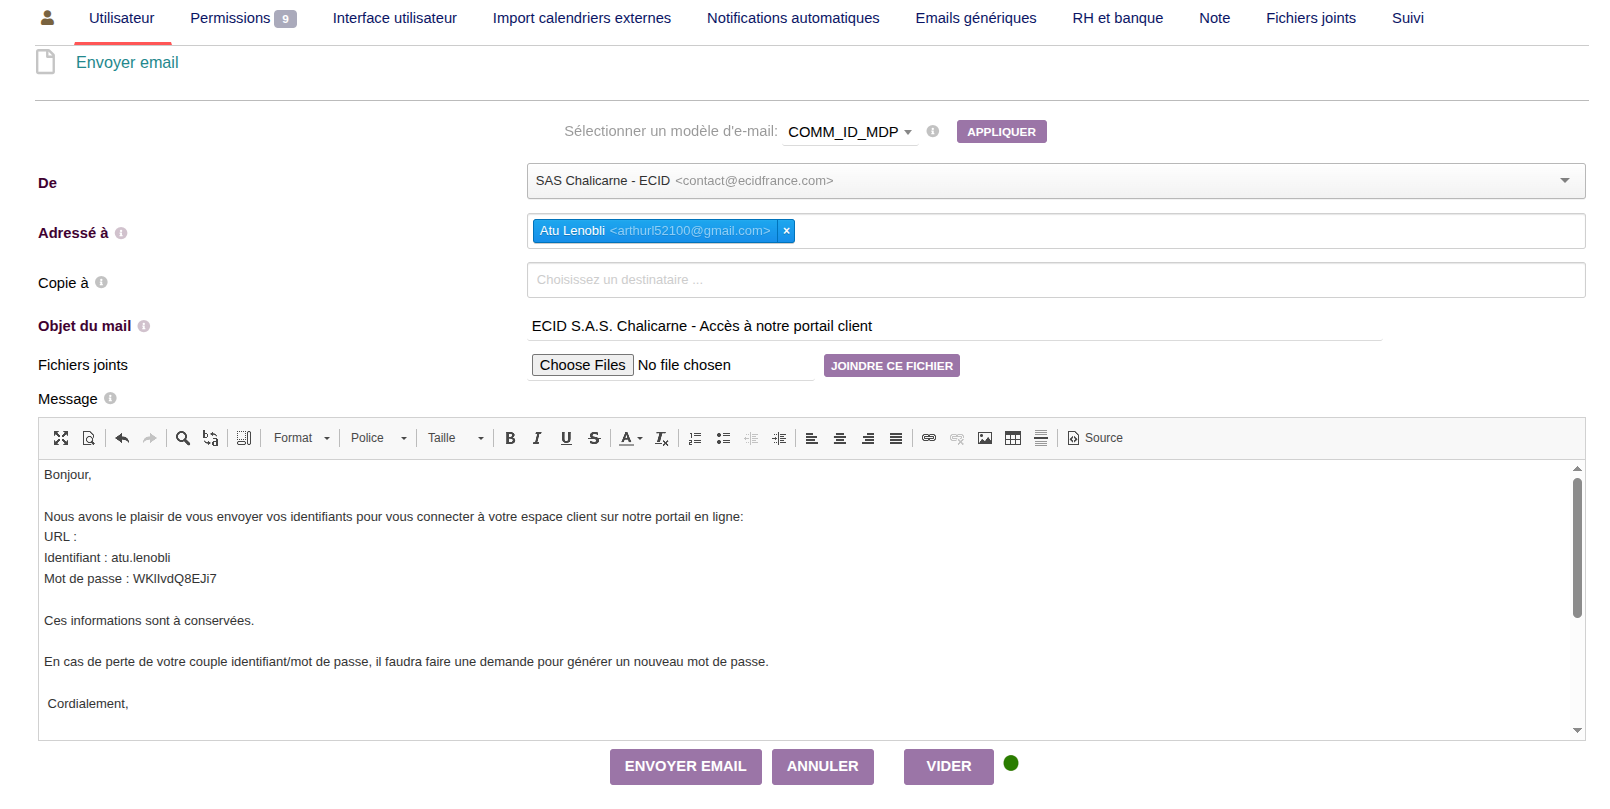 Utilisateur Permissions 9 Interface utilisateur Import calendriers externes Notifications automatiques Emails génériques RH et banque Note Fichiers joints Suivi
Envoyer email
Sélectionner un modèle d'e-mail: COMM_ID_MDP APPLIQUER
De SAS Chalicarne - ECID <contact@ecidfrance.com>
Adressé à Atu Lenobli <arthurl52100@gmail.com> ×
Copie à Choisissez un destinataire ...
Objet du mail ECID S.A.S. Chalicarne - Accès à notre portail client
Fichiers joints Choose Files No file chosen JOINDRE CE FICHIER
Message
Format Police Taille Source
Bonjour,
Nous avons le plaisir de vous envoyer vos identifiants pour vous connecter à votre espace client sur notre portail en ligne:
URL :
Identifiant : atu.lenobli
Mot de passe : WKIIvdQ8EJi7
Ces informations sont à conservées.
En cas de perte de votre couple identifiant/mot de passe, il faudra faire une demande pour générer un nouveau mot de passe.
Cordialement,
ENVOYER EMAIL ANNULER VIDER